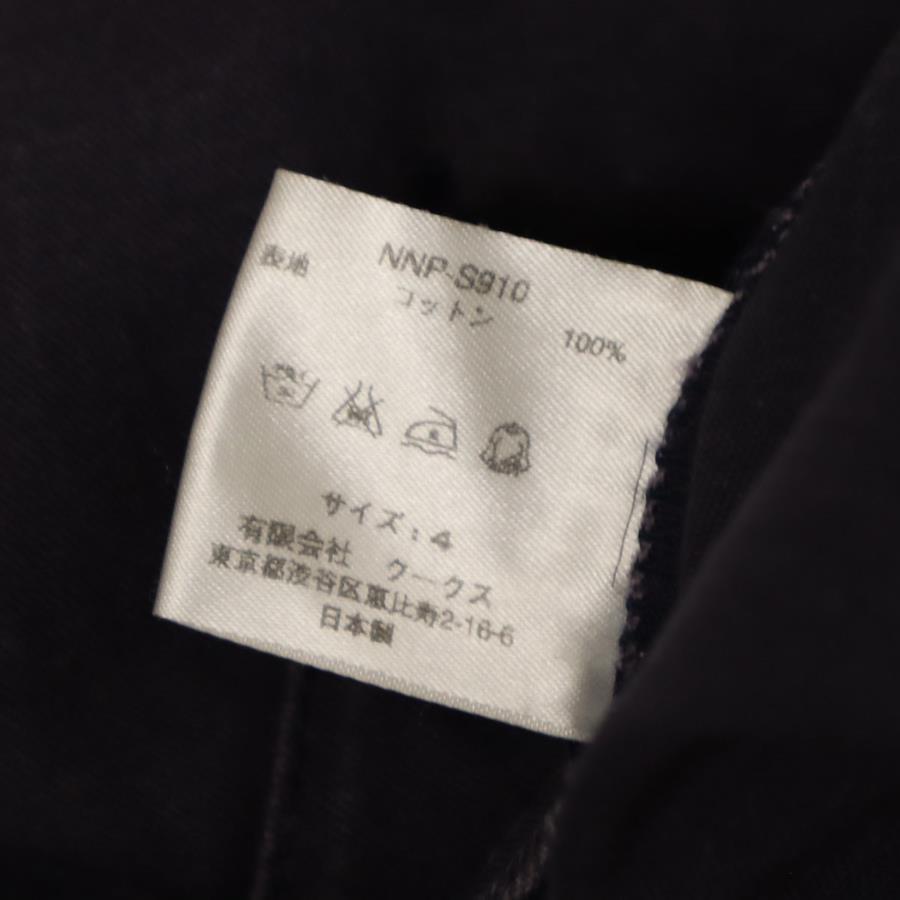 NNP-S910
表地 コットン 100%
サイズ：4
有限会社 クークス
東京都渋谷区恵比寿2-16-6
日本製